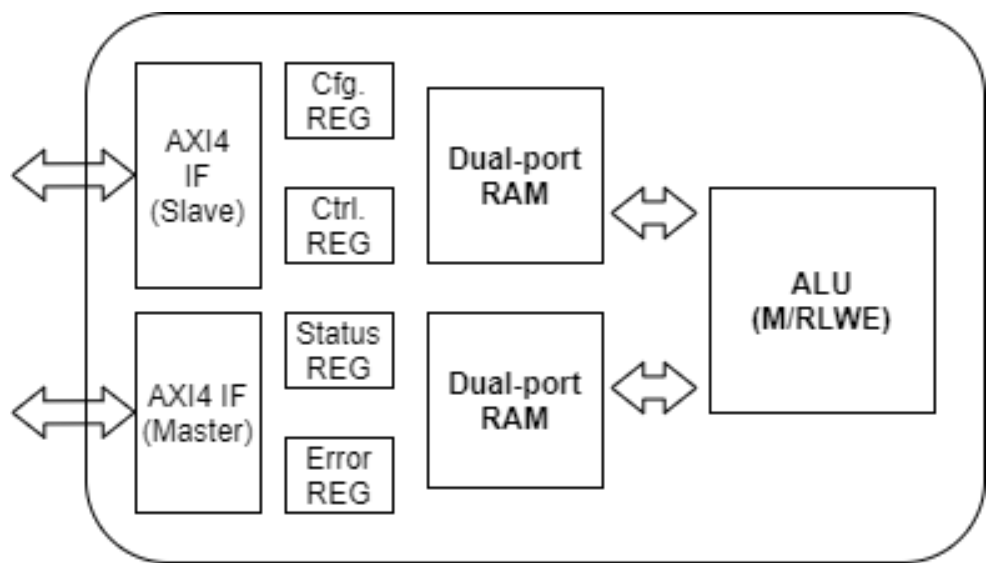 AXI4
IF
(Slave)
Cfg.
REG
Ctrl.
REG
Dual-port
RAM
ALU
(M/RLWE)
AXI4 IF
(Master)
Status
REG
Error
REG
Dual-port
RAM